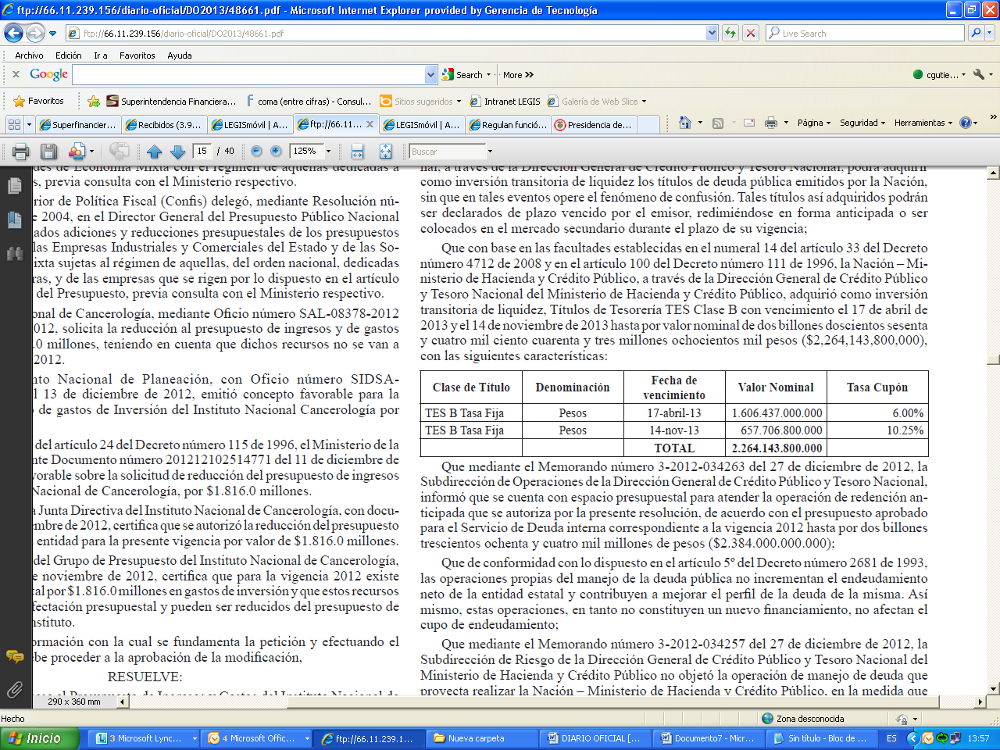 ftp://66.11.239.156/diario-oficial/DO2013/48661.pdf - Microsoft Internet Explorer provided by Gerencia de Tecnología
ftp://66.11.239.156/diario-oficial/DO2013/48661.pdf
Live Search
Archivo Edición Ir a Favoritos Ayuda
Google Search More » cgutie...
Favoritos Superintendencia Financiera... coma (entre cifras) - Consul... Sitios sugeridos Intranet LEGIS Galería de Web Slice
Superfinancier... Recibidos (3.9... LEGISmóvil | A... ftp://66.11.... LEGISmóvil | A... Regulan funció... Presidencia de... Página Seguridad Herramientas
15 / 40 125% Buscar
des de Economía Mixta con el régimen de aquellas dedicadas a
s, previa consulta con el Ministerio respectivo.
rior de Política Fiscal (Confis) delegó, mediante Resolución nú-
e 2004, en el Director General del Presupuesto Público Nacional
lados adiciones y reducciones presupuestales de los presupuestos
las Empresas Industriales y Comerciales del Estado y de las So-
ixta sujetas al régimen de aquellas, del orden nacional, dedicadas
ras, y de las empresas que se rigen por lo dispuesto en el artículo
del Presupuesto, previa consulta con el Ministerio respectivo.
onal de Cancerología, mediante Oficio número SAL-08378-2012
012, solicita la reducción al presupuesto de ingresos y de gastos
.0 millones, teniendo en cuenta que dichos recursos no se van a
2012.
nto Nacional de Planeación, con Oficio número SIDSA-
l 13 de diciembre de 2012, emitió concepto favorable para la
o de gastos de Inversión del Instituto Nacional Cancerología por
del artículo 24 del Decreto número 115 de 1996, el Ministerio de la
nte Documento número 201212102514771 del 11 de diciembre de
vorable sobre la solicitud de reducción del presupuesto de ingresos
Nacional de Cancerología, por $1.816.0 millones.
a Junta Directiva del Instituto Nacional de Cancerología, con docu-
embre de 2012, certifica que se autorizó la reducción del presupuesto
entidad para la presente vigencia por valor de $1.816.0 millones.
del Grupo de Presupuesto del Instituto Nacional de Cancerología,
e noviembre de 2012, certifica que para la vigencia 2012 existe
tal por $1.816.0 millones en gastos de inversión y que estos recursos
fectación presupuestal y pueden ser reducidos del presupuesto de
nstituto.
ormación con la cual se fundamenta la petición y efectuando el
ebe proceder a la aprobación de la modificación,
RESUELVE:
el Presupuesto de Ingresos y Gastos del Instituto Nacional de
nal, a través de la Dirección General de Crédito Público y Tesoro Nacional, podrá adquirir
como inversión transitoria de liquidez los títulos de deuda pública emitidos por la Nación,
sin que en tales eventos opere el fenómeno de confusión. Tales títulos así adquiridos podrán
ser declarados de plazo vencido por el emisor, redimiéndose en forma anticipada o ser
colocados en el mercado secundario durante el plazo de su vigencia;
Que con base en las facultades establecidas en el numeral 14 del artículo 33 del Decreto
número 4712 de 2008 y en el artículo 100 del Decreto número 111 de 1996, la Nación – Mi-
nisterio de Hacienda y Crédito Público, a través de la Dirección General de Crédito Público
y Tesoro Nacional del Ministerio de Hacienda y Crédito Público, adquirió como inversión
transitoria de liquidez, Títulos de Tesorería TES Clase B con vencimiento el 17 de abril de
2013 y el 14 de noviembre de 2013 hasta por valor nominal de dos billones doscientos sesenta
y cuatro mil ciento cuarenta y tres millones ochocientos mil pesos ($2,264,143,800,000),
con las siguientes características:
Clase de Título Denominación Fecha de vencimiento Valor Nominal Tasa Cupón
TES B Tasa Fija Pesos 17-abril-13 1.606.437.000.000 6.00%
TES B Tasa Fija Pesos 14-nov-13 657.706.800.000 10.25%
TOTAL 2.264.143.800.000
Que mediante el Memorando número 3-2012-034263 del 27 de diciembre de 2012, la
Subdirección de Operaciones de la Dirección General de Crédito Público y Tesoro Nacional,
informó que se cuenta con espacio presupuestal para atender la operación de redención an-
ticipada que se autoriza por la presente resolución, de acuerdo con el presupuesto aprobado
para el Servicio de Deuda interna correspondiente a la vigencia 2012 hasta por dos billones
trescientos ochenta y cuatro mil millones de pesos ($2.384.000.000.000);
Que de conformidad con lo dispuesto en el artículo 5º del Decreto número 2681 de 1993,
las operaciones propias del manejo de la deuda pública no incrementan el endeudamiento
neto de la entidad estatal y contribuyen a mejorar el perfil de la deuda de la misma. Así
mismo, estas operaciones, en tanto no constituyen un nuevo financiamiento, no afectan el
cupo de endeudamiento;
Que mediante el Memorando número 3-2012-034257 del 27 de diciembre de 2012, la
Subdirección de Riesgo de la Dirección General de Crédito Público y Tesoro Nacional del
Ministerio de Hacienda y Crédito Público no objetó la operación de manejo de deuda que
proyecta realizar la Nación – Ministerio de Hacienda y Crédito Público, en la medida que
290 x 360 mm
Hecho Zona desconocida
Inicio 3 Microsoft Lync... 4 Microsoft Offic... ftp://66.11.239.1... Nueva carpeta DIARIO OFICIAL [... Documento7 - Micr... Sin título - Bloc de ... ES 13:57